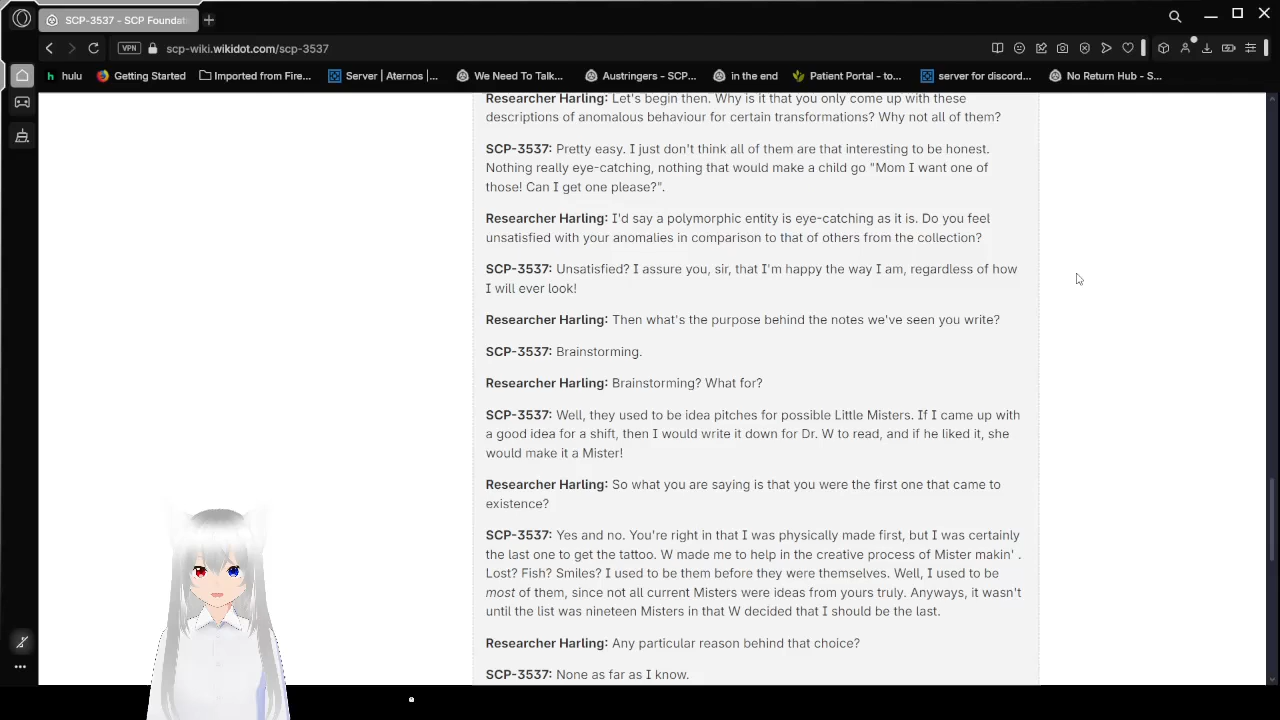 SCP-3537 - SCP Foundat
scp-wiki.wikidot.com/scp-3537
VPN
hulu
Getting Started
Imported from Fire...
Server | Aternos |...
We Need To Talk...
Austringers - SCP...
in the end
Patient Portal - to...
server for discord...
No Return Hub - S...
Researcher Harling: Let's begin then. Why is it that you only come up with these
descriptions of anomalous behaviour for certain transformations? Why not all of them?
SCP-3537: Pretty easy. I just don't think all of them are that interesting to be honest.
Nothing really eye-catching, nothing that would make a child go "Mom I want one of
those! Can I get one please?".
Researcher Harling: I'd say a polymorphic entity is eye-catching as it is. Do you feel
unsatisfied with your anomalies in comparison to that of others from the collection?
SCP-3537: Unsatisfied? I assure you, sir, that I'm happy the way I am, regardless of how
I will ever look!
Researcher Harling: Then what's the purpose behind the notes we've seen you write?
SCP-3537: Brainstorming.
Researcher Harling: Brainstorming? What for?
SCP-3537: Well, they used to be idea pitches for possible Little Misters. If I came up with
a good idea for a shift, then I would write it down for Dr. W to read, and if he liked it, she
would make it a Mister!
Researcher Harling: So what you are saying is that you were the first one that came to
existence?
SCP-3537: Yes and no. You're right in that I was physically made first, but I was certainly
the last one to get the tattoo. W made me to help in the creative process of Mister makin' .
Lost? Fish? Smiles? I used to be them before they were themselves. Well, I used to be
most of them, since not all current Misters were ideas from yours truly. Anyways, it wasn't
until the list was nineteen Misters in that W decided that I should be the last.
Researcher Harling: Any particular reason behind that choice?
SCP-3537: None as far as I know.